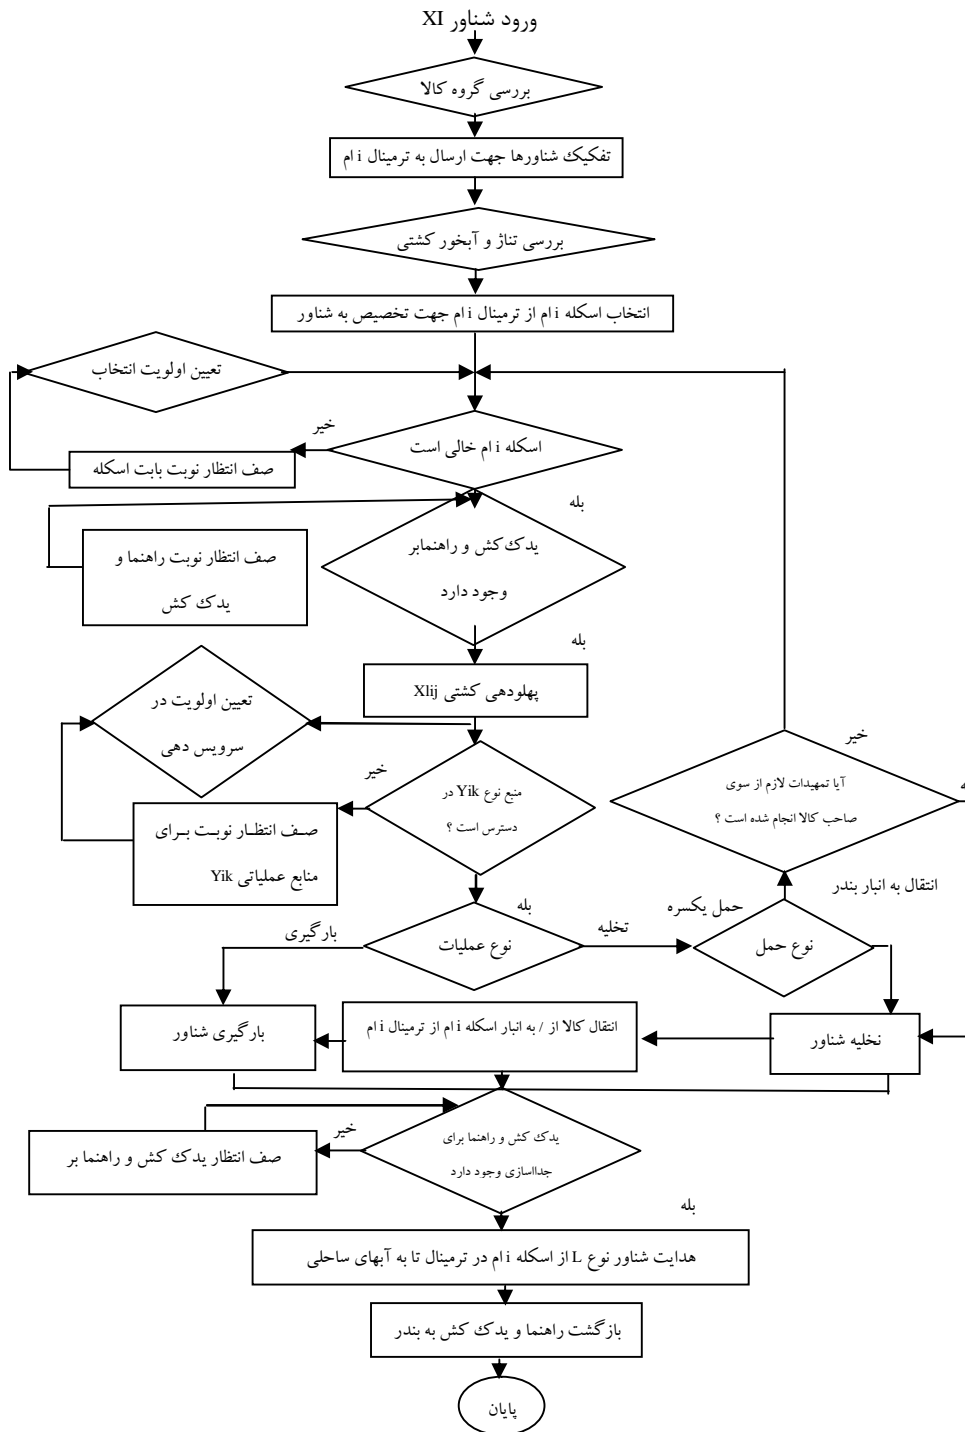 ورود شناور XI
بررسی گروه کالا
تفکیک شناورها جهت ارسال به ترمینال i ام
بررسی تناژ و آبخور کشتی
انتخاب اسکله i ام از ترمینال i ام جهت تخصیص به شناور
تعیین اولویت انتخاب
خیر
اسکله i ام خالی است
صف انتظار نوبت بابت اسکله
بله
یدک کش و راهنمابر
وجود دارد
صف انتظار نوبت راهنما و
یدک کش
بله
پهلودهی کشتی Xlij
تعیین اولویت در
سرویس دهی
خیر
منبع نوع Yik در
دسترس است ؟
صف انتظار نوبت برای
منابع عملیاتی Yik
خیر
آیا تمهیدات لازم از سوی
صاحب کالا انجام شده است ؟
انتقال به انبار بندر
حمل یکسره
بله
نوع عملیات
بارگیری
تخلیه
نوع حمل
بارگیری شناور
انتقال کالا از / به انبار اسکله i ام از ترمینال i ام
نخلیه شناور
یدک کش و راهنما برای
جدااسازی وجود دارد
خیر
صف انتظار یدک کش و راهنما بر
بله
هدایت شناور نوع L از اسکله i ام در ترمینال تا به آبهای ساحلی
بازگشت راهنما و یدک کش به بندر
پایان